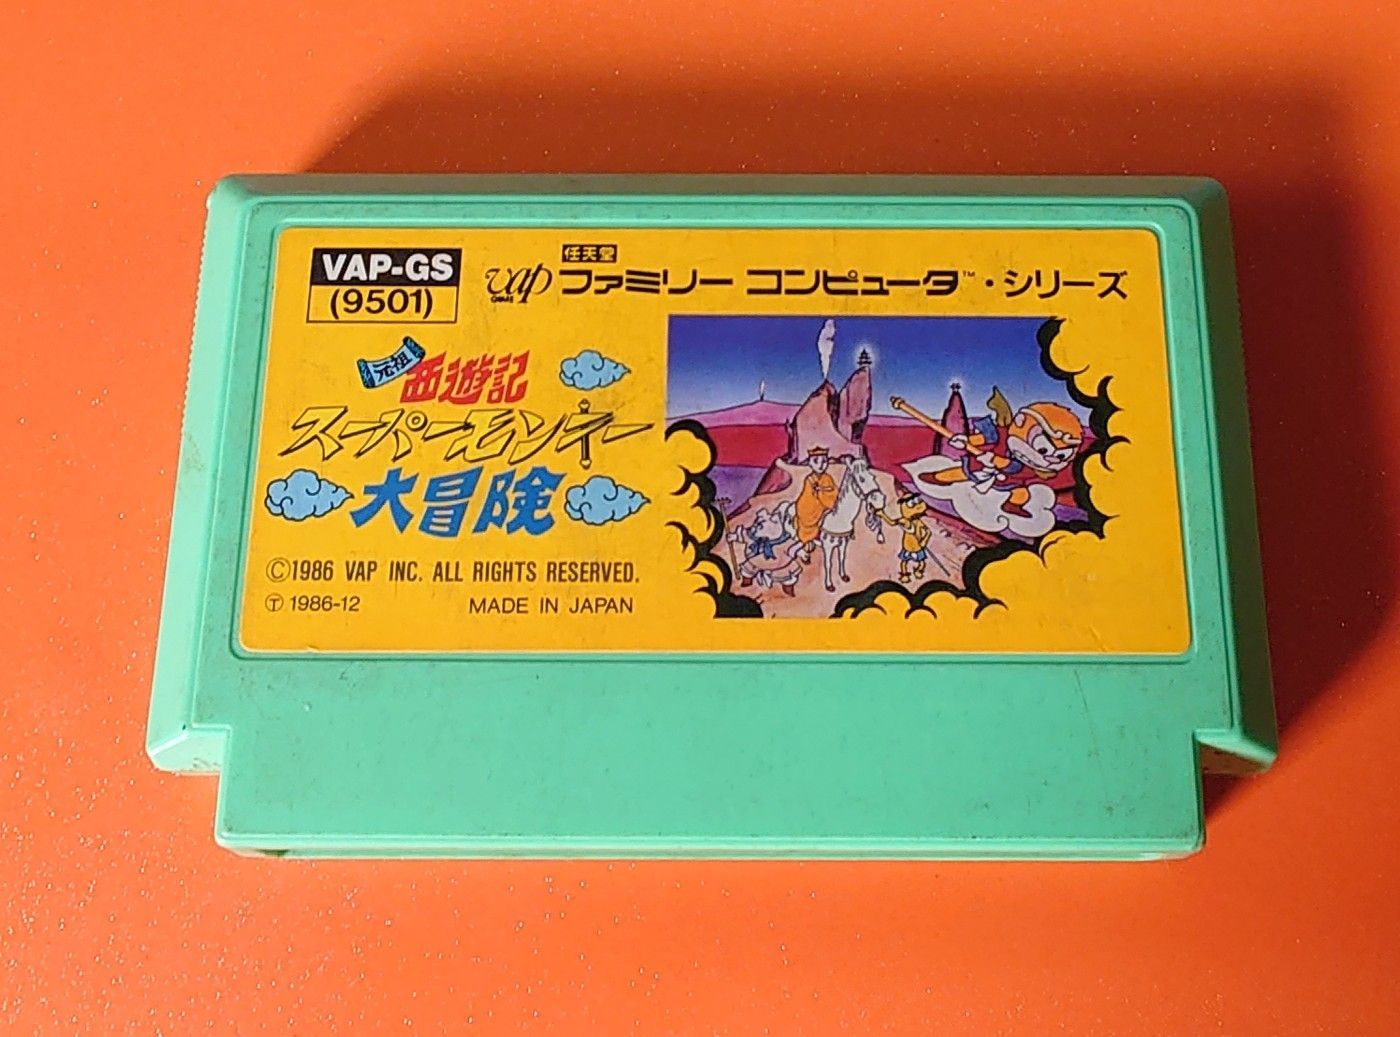 VAP-GS
(9501)
任天堂
vap GAME ファミリー コンピュータ™・シリーズ
元祖
西遊記
スーパーモンキー
大冒険
Ⓒ1986 VAP INC. ALL RIGHTS RESERVED.
Ⓣ 1986-12 MADE IN JAPAN